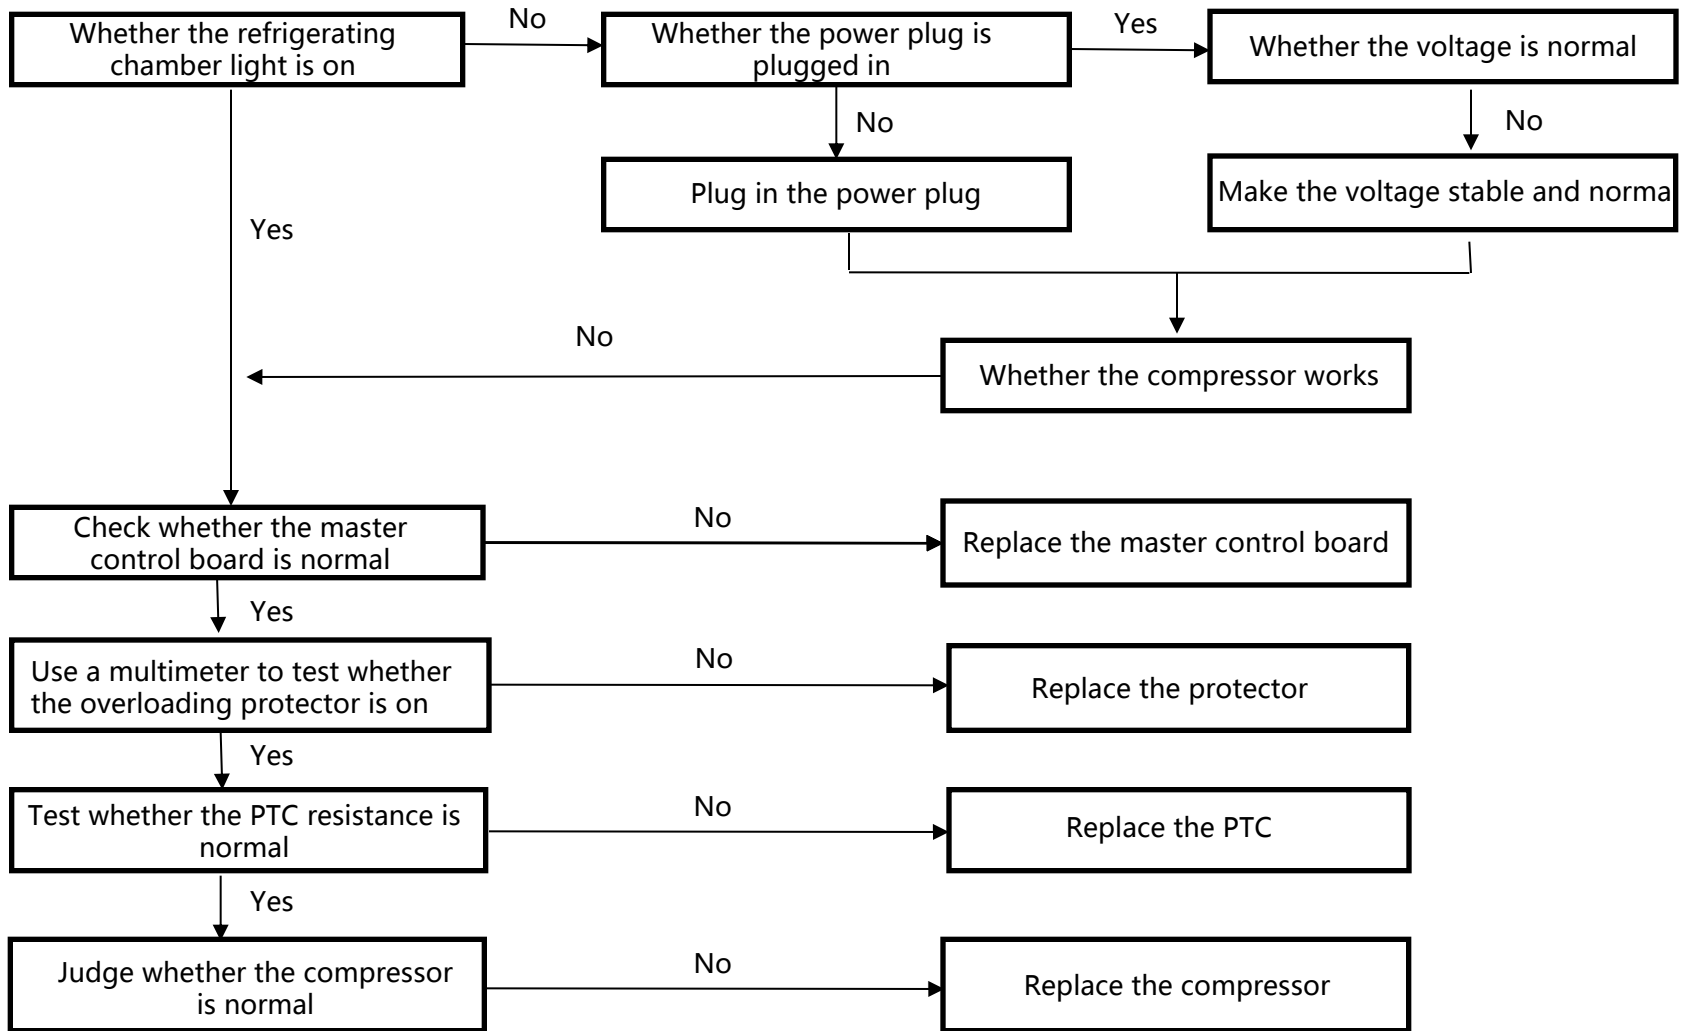 Whether the refrigerating
chamber light is on
No
Whether the power plug is
plugged in
Yes
Whether the voltage is normal
No
No
Plug in the power plug
Make the voltage stable and norma
Yes
No
Whether the compressor works
Check whether the master
control board is normal
No
Replace the master control board
Yes
Use a multimeter to test whether
the overloading protector is on
No
Replace the protector
Yes
Test whether the PTC resistance is
normal
No
Replace the PTC
Yes
Judge whether the compressor
is normal
No
Replace the compressor